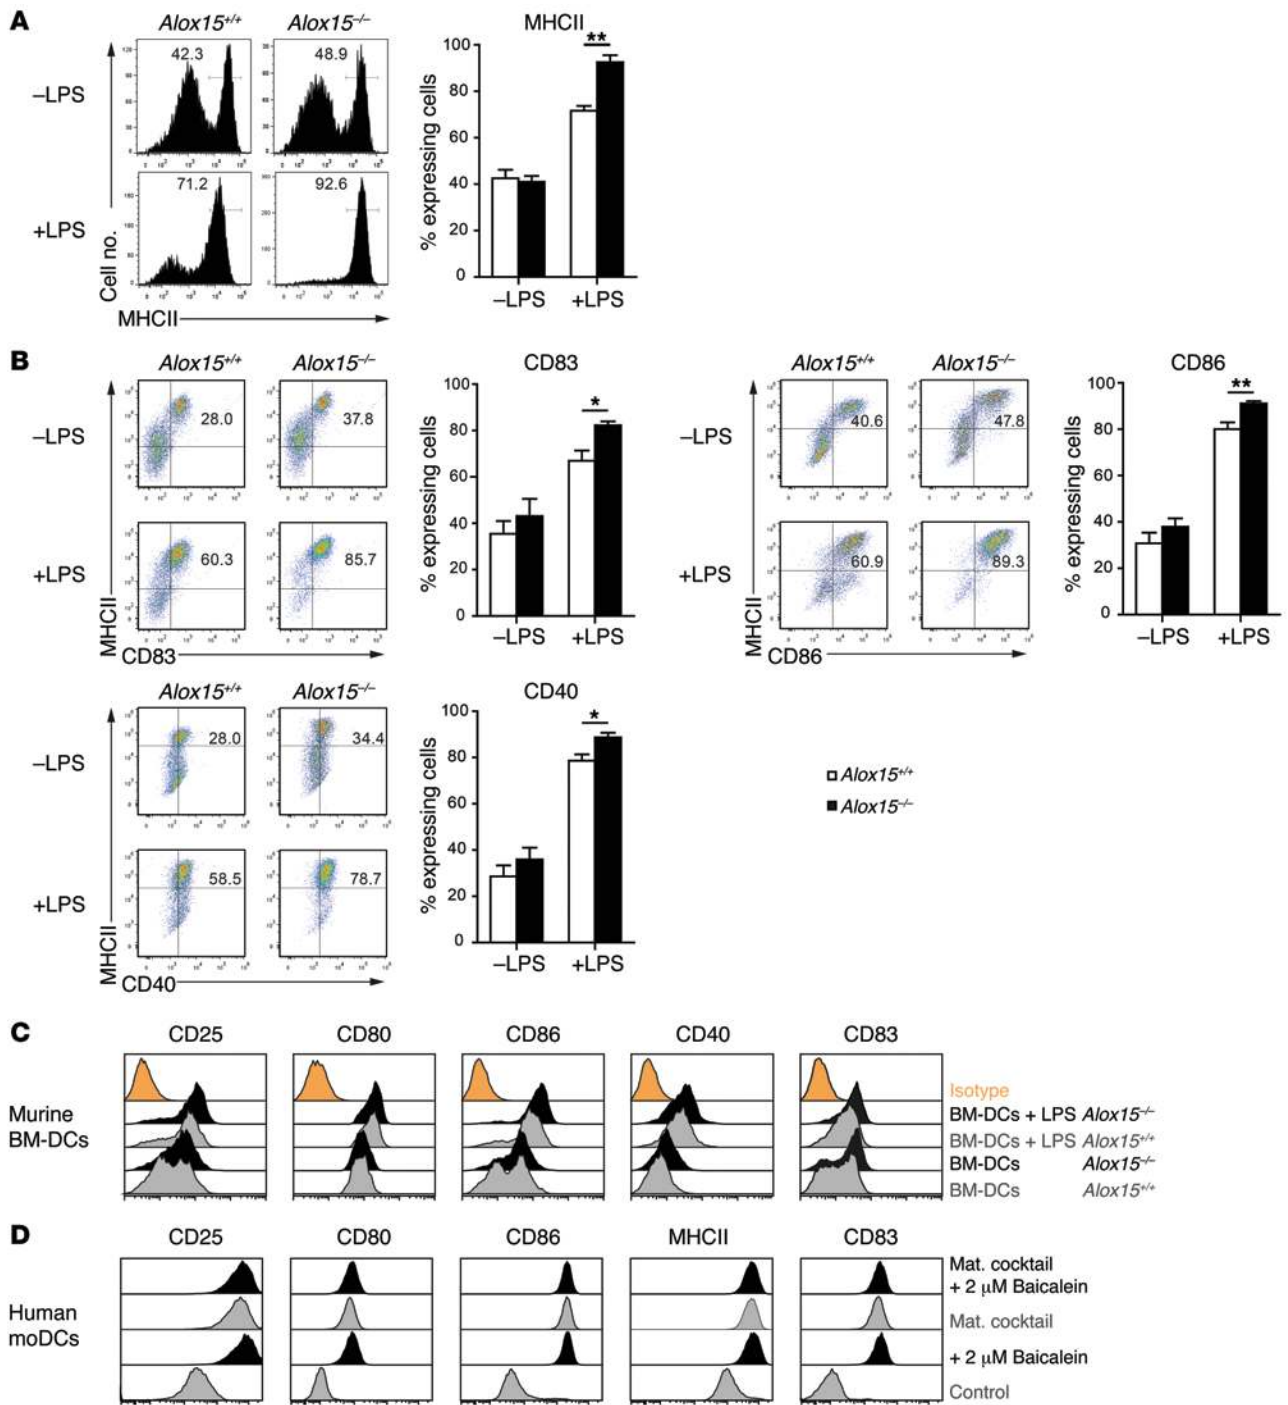 A
Alox15+/+ Alox15–/– MHCII
–LPS
42.3 48.9
+LPS
71.2 92.6
Cell no.
MHCII
% expressing cells
100
80
60
40
20
0
**
–LPS +LPS
B
Alox15+/+ Alox15–/– CD83
–LPS
28.0 37.8
+LPS
60.3 85.7
MHCII
CD83
% expressing cells
100
80
60
40
20
0
*
–LPS +LPS
Alox15+/+ Alox15–/– CD86
–LPS
40.6 47.8
+LPS
60.9 89.3
MHCII
CD86
% expressing cells
100
80
60
40
20
0
**
–LPS +LPS
Alox15+/+ Alox15–/– CD40
–LPS
28.0 34.4
+LPS
58.5 78.7
MHCII
CD40
% expressing cells
100
80
60
40
20
0
*
–LPS +LPS
Alox15+/+
Alox15–/–
C
CD25 CD80 CD86 CD40 CD83
Murine
BM-DCs
Isotype
BM-DCs + LPS Alox15–/–
BM-DCs + LPS Alox15+/+
BM-DCs Alox15–/–
BM-DCs Alox15+/+
D
CD25 CD80 CD86 MHCII CD83
Human
moDCs
Mat. cocktail
+ 2 μM Baicalein
Mat. cocktail
+ 2 μM Baicalein
Control